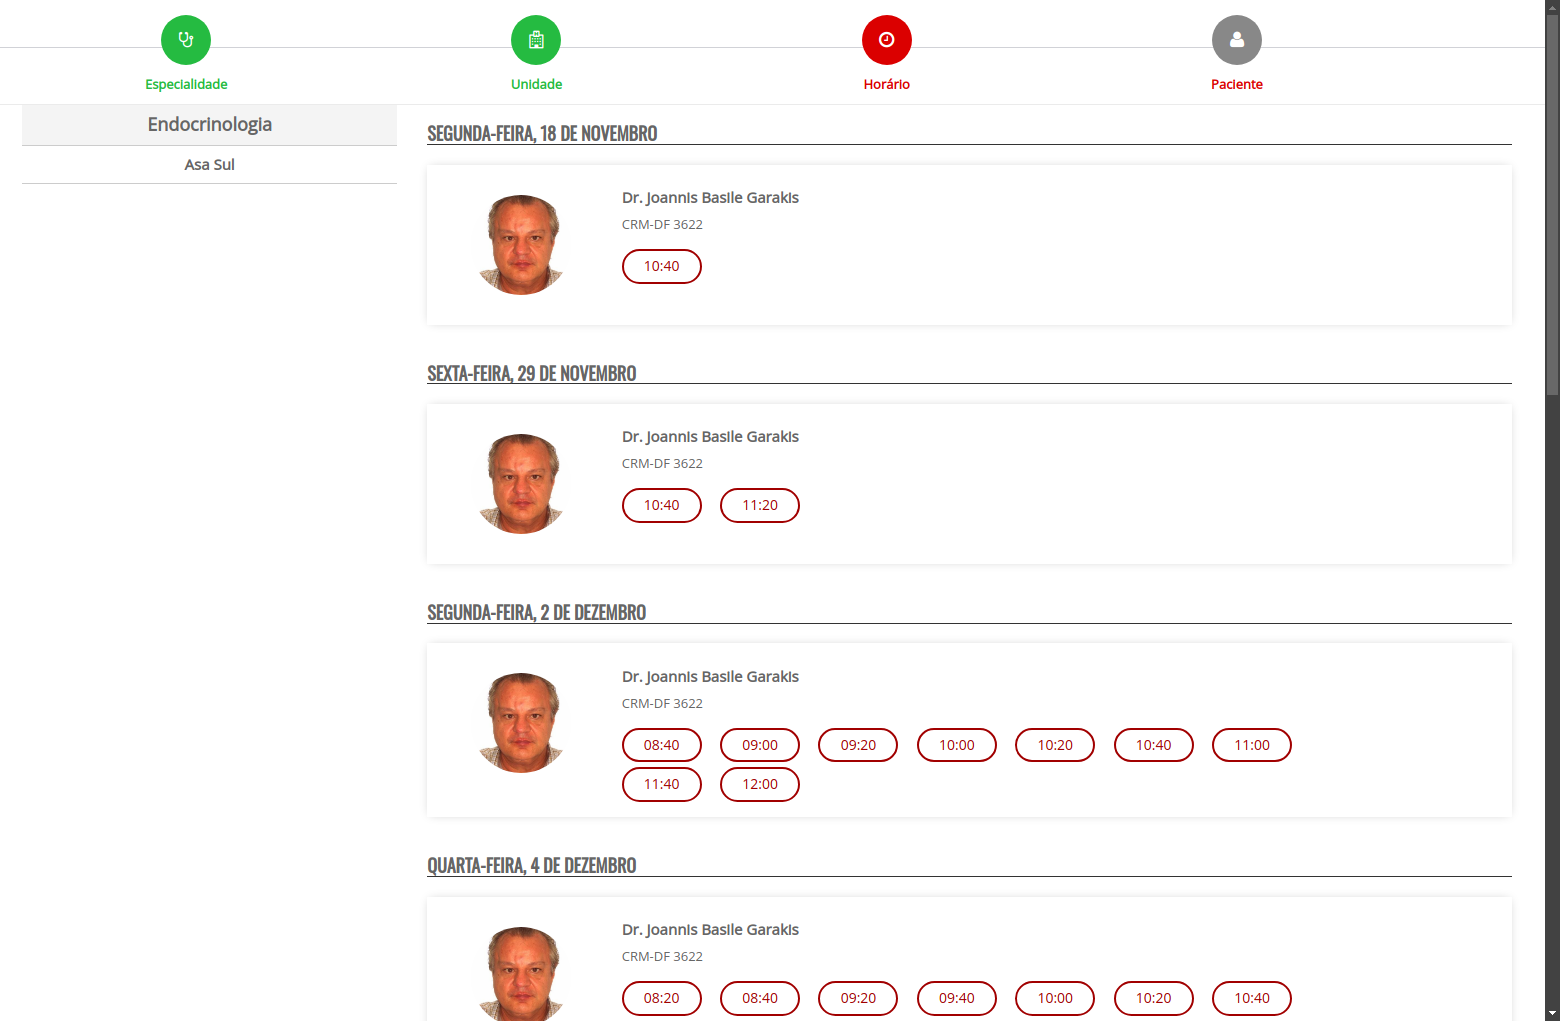 Especialidade
Unidade
Horário
Paciente
Endocrinologia
Asa Sul
SEGUNDA-FEIRA, 18 DE NOVEMBRO
Dr. Joannis Basile Garakis
CRM-DF 3622
10:40
SEXTA-FEIRA, 29 DE NOVEMBRO
Dr. Joannis Basile Garakis
CRM-DF 3622
10:40 11:20
SEGUNDA-FEIRA, 2 DE DEZEMBRO
Dr. Joannis Basile Garakis
CRM-DF 3622
08:40 09:00 09:20 10:00 10:20 10:40 11:00
11:40 12:00
QUARTA-FEIRA, 4 DE DEZEMBRO
Dr. Joannis Basile Garakis
CRM-DF 3622
08:20 08:40 09:20 09:40 10:00 10:20 10:40